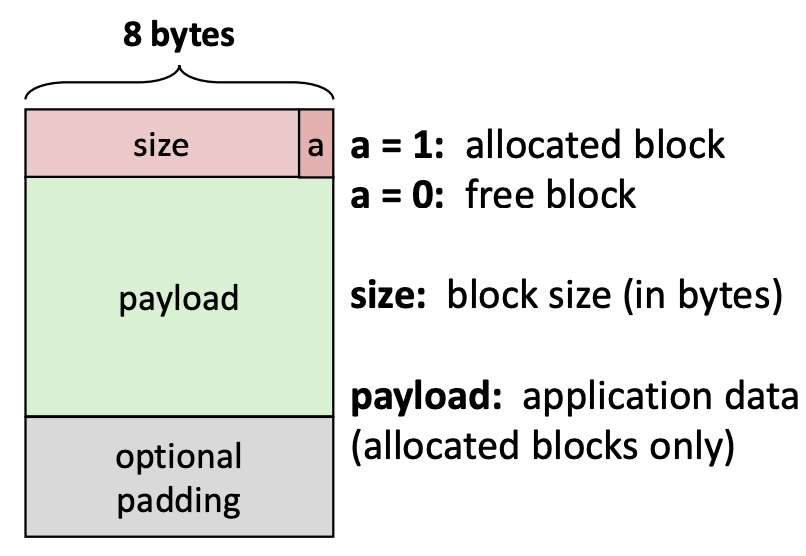 8 bytes
size a
a = 1: allocated block
a = 0: free block
payload
size: block size (in bytes)
payload: application data
(allocated blocks only)
optional
padding